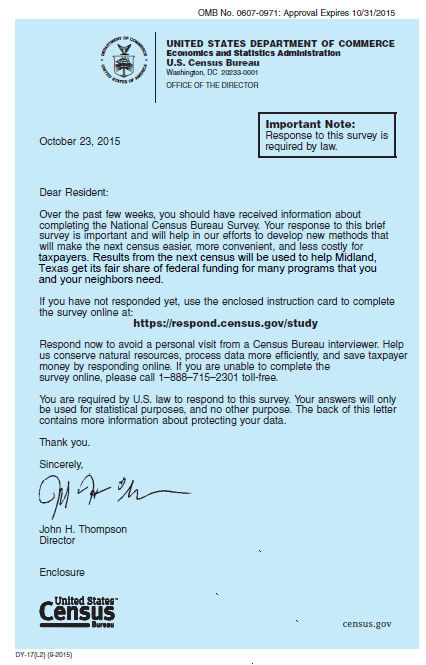 OMB No. 0607-0971: Approval Expires 10/31/2015
DEPARTMENT OF COMMERCE
UNITED STATES OF AMERICA
UNITED STATES DEPARTMENT OF COMMERCE
Economics and Statistics Administration
U.S. Census Bureau
Washington, DC 20233-0001
OFFICE OF THE DIRECTOR
Important Note:
Response to this survey is
required by law.
October 23, 2015
Dear Resident:
Over the past few weeks, you should have received information about
completing the National Census Bureau Survey. Your response to this brief
survey is important and will help in our efforts to develop new methods that
will make the next census easier, more convenient, and less costly for
taxpayers. Results from the next census will be used to help Midland,
Texas get its fair share of federal funding for many programs that you
and your neighbors need.
If you have not responded yet, use the enclosed instruction card to complete
the survey online at:
https://respond.census.gov/study
Respond now to avoid a personal visit from a Census Bureau interviewer. Help
us conserve natural resources, process data more efficiently, and save taxpayer
money by responding online. If you are unable to complete the
survey online, please call 1–888–715–2301 toll-free.
You are required by U.S. law to respond to this survey. Your answers will only
be used for statistical purposes, and no other purpose. The back of this letter
contains more information about protecting your data.
Thank you.
Sincerely,
John H. Thompson
Director
Enclosure
United States™
Census
Bureau
census.gov
DY-17(L2) (9-2015)